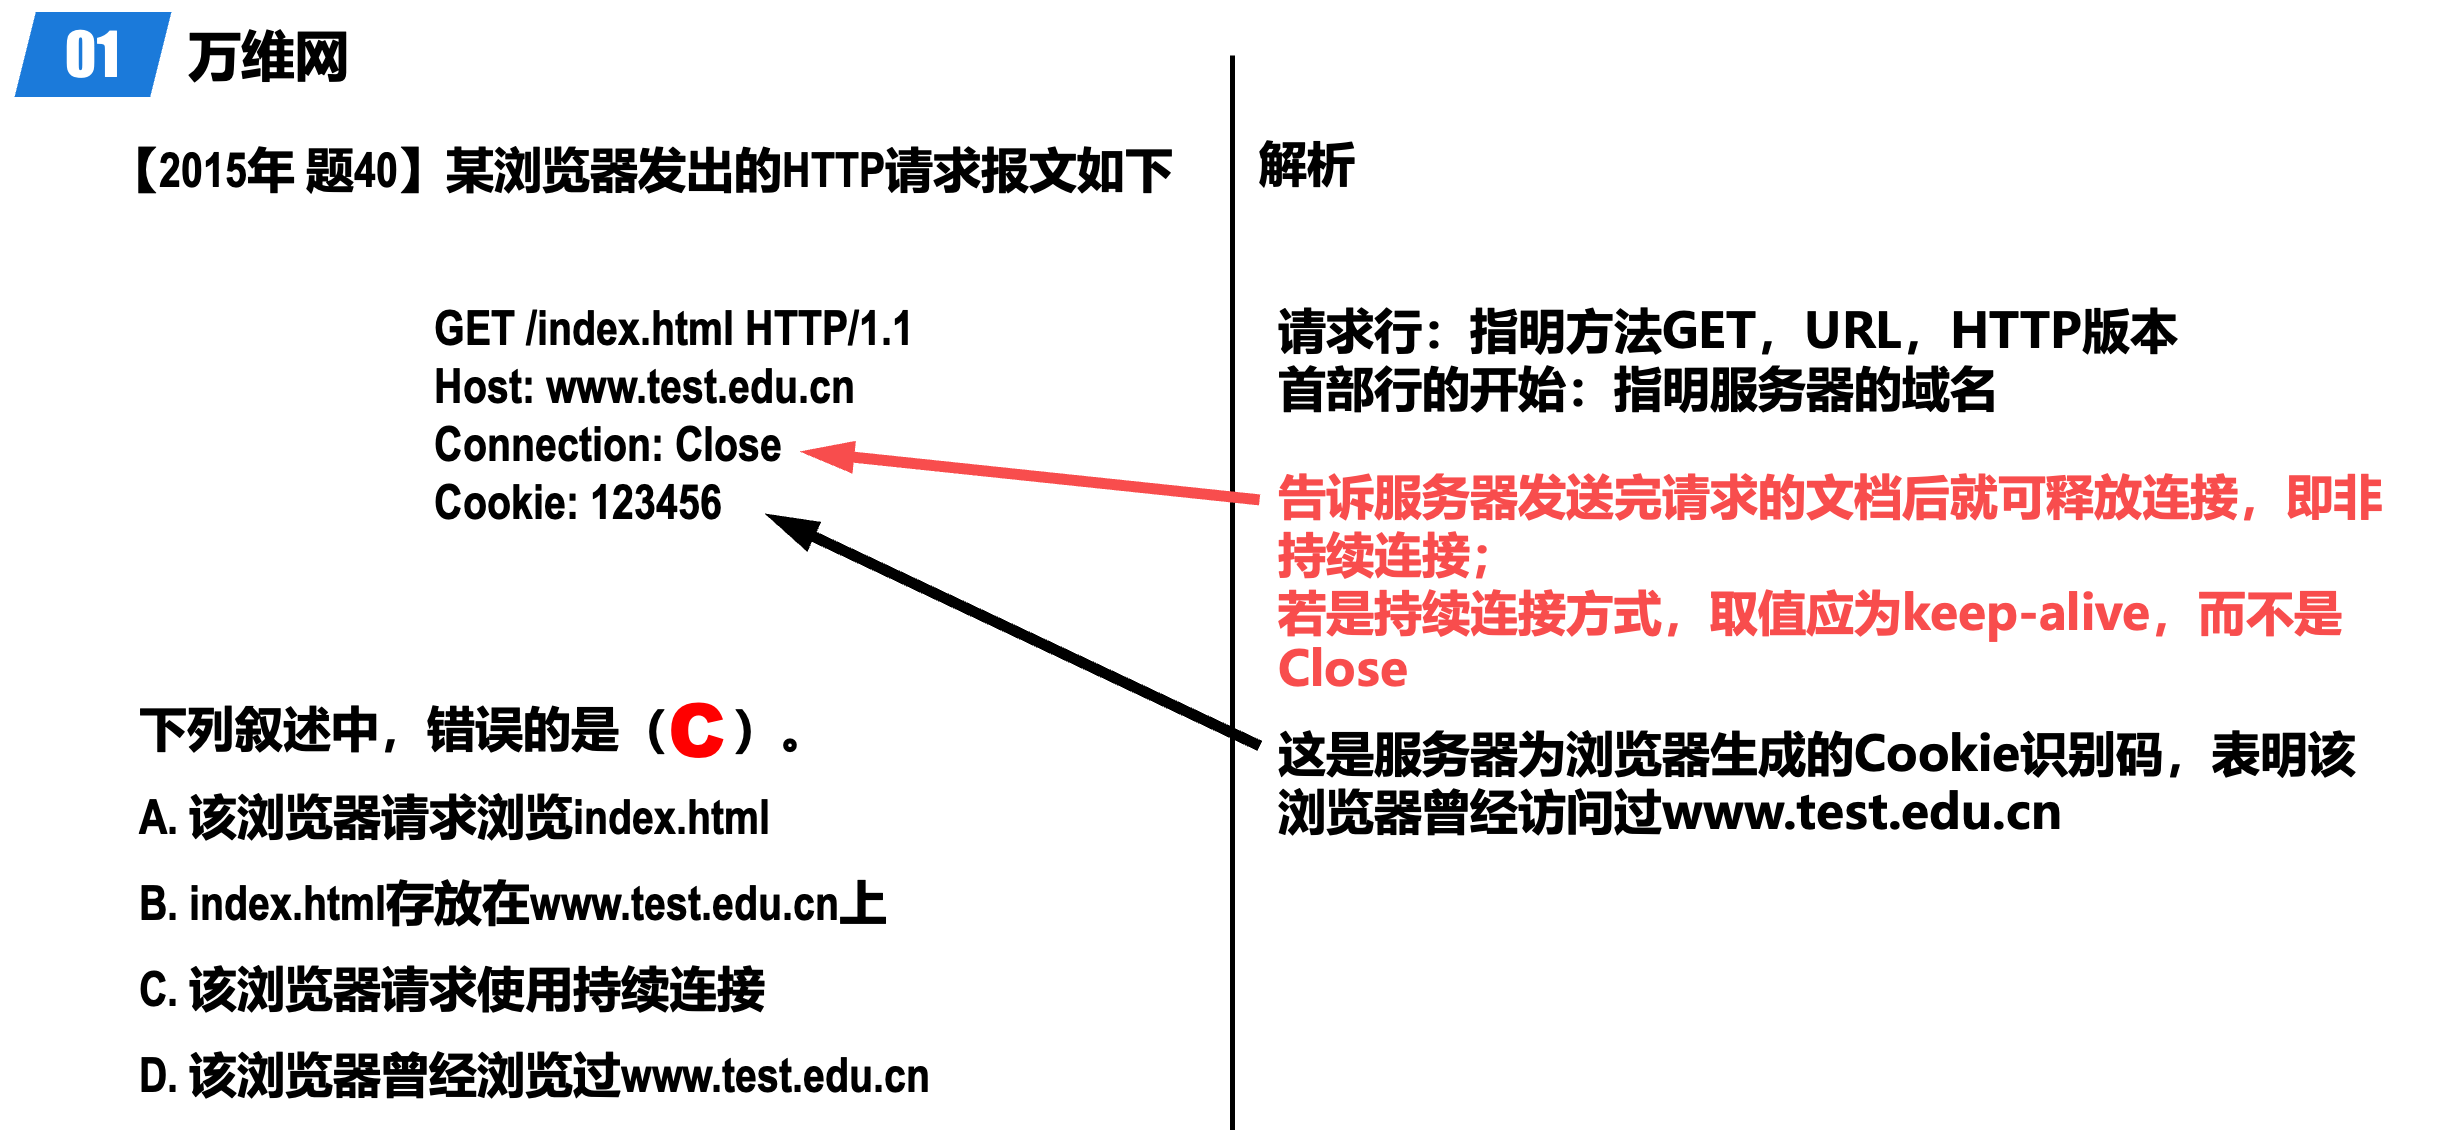 01 万维网
【2015年 题40】某浏览器发出的HTTP请求报文如下
GET /index.html HTTP/1.1
Host: www.test.edu.cn
Connection: Close
Cookie: 123456
下列叙述中，错误的是（C）。
A. 该浏览器请求浏览index.html
B. index.html存放在www.test.edu.cn上
C. 该浏览器请求使用持续连接
D. 该浏览器曾经浏览过www.test.edu.cn
解析
请求行：指明方法GET，URL，HTTP版本
首部行的开始：指明服务器的域名
告诉服务器发送完请求的文档后就可释放连接，即非
持续连接；
若是持续连接方式，取值应为keep-alive，而不是
Close
这是服务器为浏览器生成的Cookie识别码，表明该
浏览器曾经访问过www.test.edu.cn